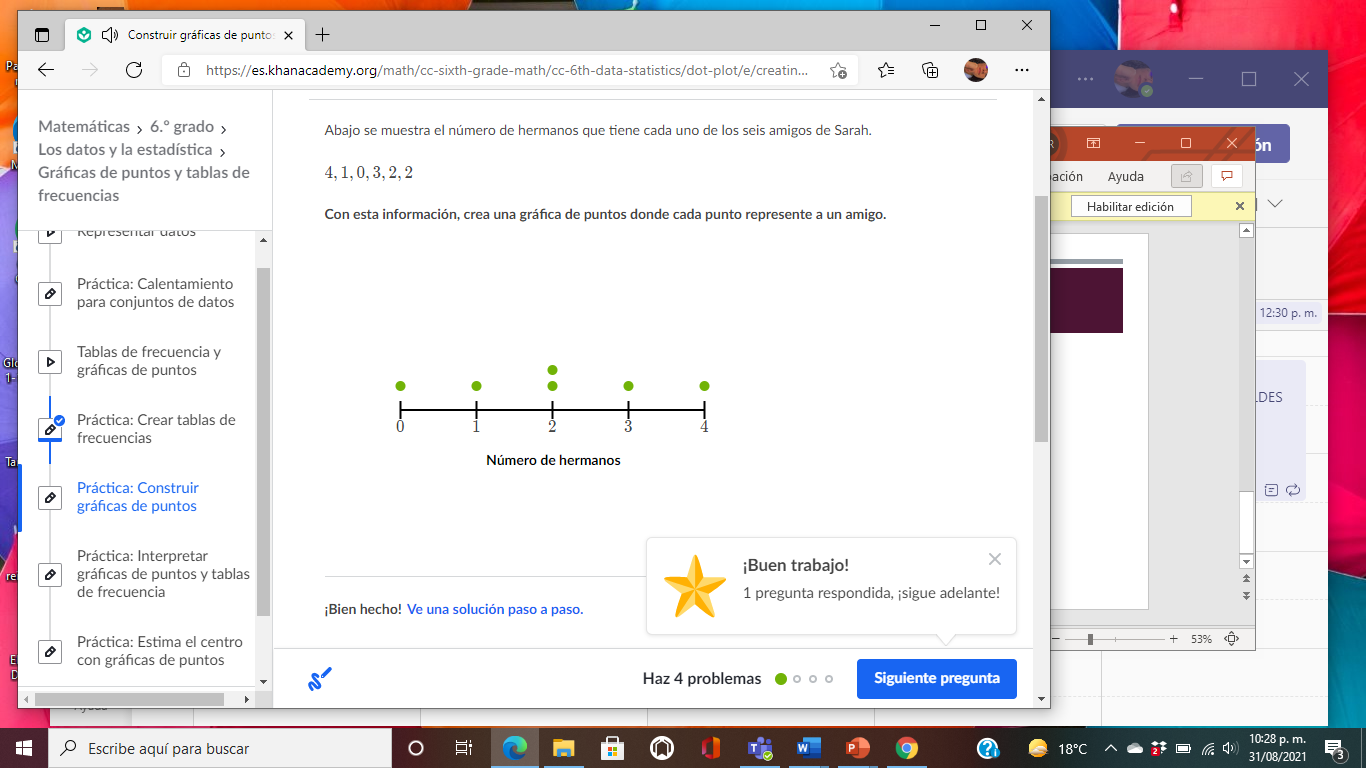 Construir gráficas de puntos
https://es.khanacademy.org/math/cc-sixth-grade-math/cc-6th-data-statistics/dot-plot/e/creatin...
Matemáticas › 6.º grado ›
Los datos y la estadística ›
Gráficas de puntos y tablas de
frecuencias
Representar datos
Práctica: Calentamiento
para conjuntos de datos
Tablas de frecuencia y
gráficas de puntos
Práctica: Crear tablas de
frecuencias
Práctica: Construir
gráficas de puntos
Práctica: Interpretar
gráficas de puntos y tablas
de frecuencia
Práctica: Estima el centro
con gráficas de puntos
Abajo se muestra el número de hermanos que tiene cada uno de los seis amigos de Sarah.
4, 1, 0, 3, 2, 2
Con esta información, crea una gráfica de puntos donde cada punto represente a un amigo.
0 1 2 3 4
Número de hermanos
¡Buen trabajo!
1 pregunta respondida, ¡sigue adelante!
¡Bien hecho! Ve une solución paso a paso.
Haz 4 problemas
Siguiente pregunta
ón
ación Ayuda
Habilitar edición
12:30 p. m.
LDES
53%
Escribe aquí para buscar
18°C
10:28 p. m.
31/08/2021
3